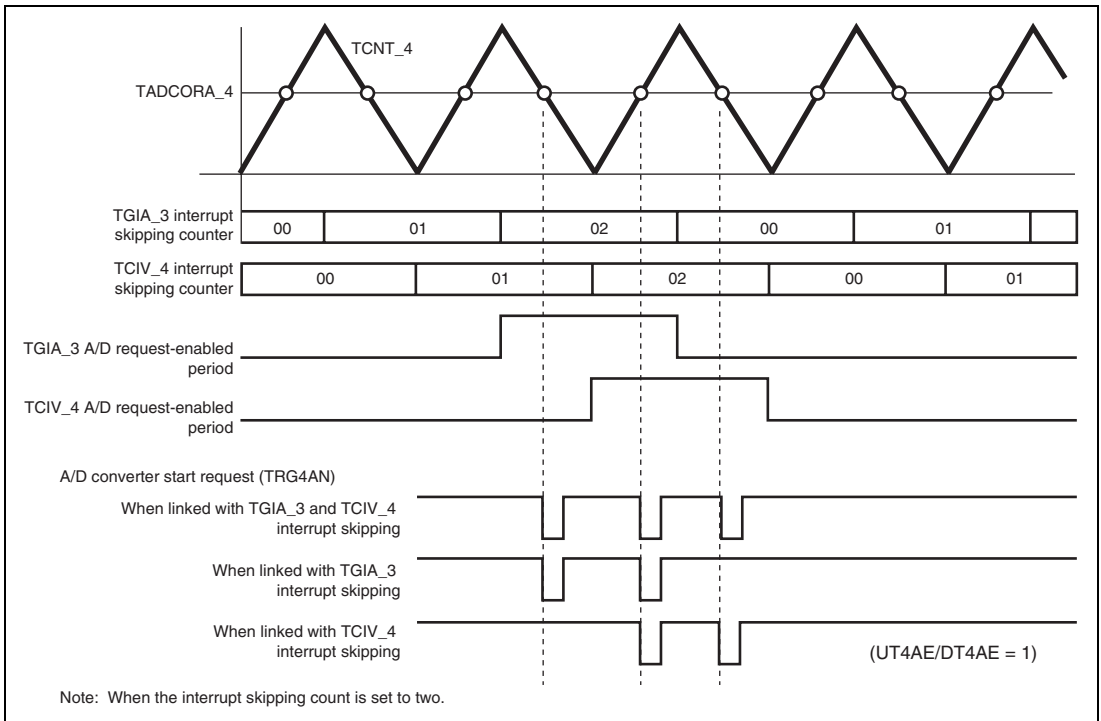 TCNT_4
TADCORA_4
TGIA_3 interrupt
skipping counter
00 01 02 00 01
TCIV_4 interrupt
skipping counter
00 01 02 00 01
TGIA_3 A/D request-enabled
period
TCIV_4 A/D request-enabled
period
A/D converter start request (TRG4AN)
When linked with TGIA_3 and TCIV_4
interrupt skipping
When linked with TGIA_3
interrupt skipping
When linked with TCIV_4
interrupt skipping
(UT4AE/DT4AE = 1)
Note: When the interrupt skipping count is set to two.